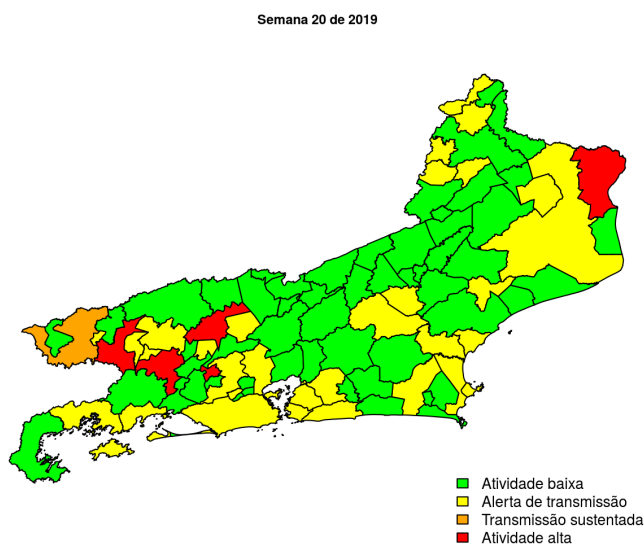 Semana 20 de 2019
Atividade baixa
Alerta de transmissão
Transmissão sustentada
Atividade alta